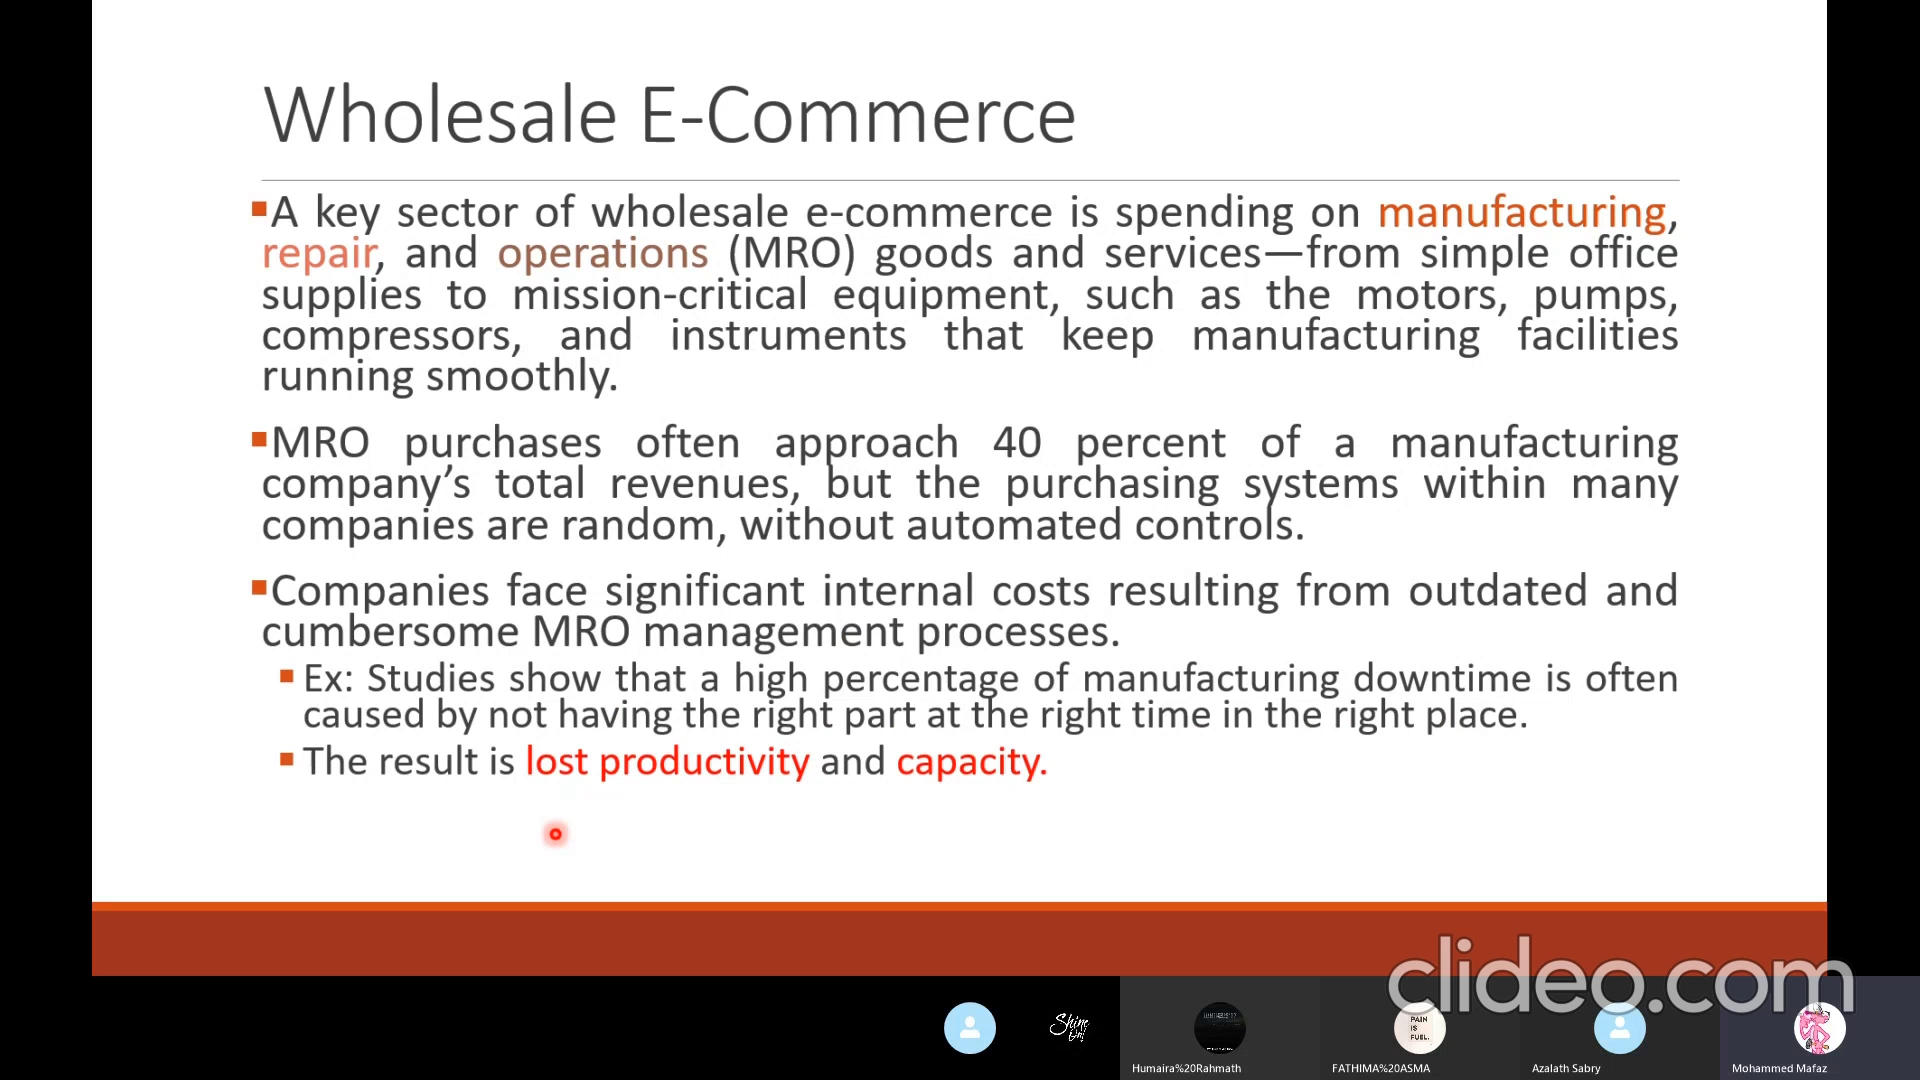 Wholesale E-Commerce
A key sector of wholesale e-commerce is spending on manufacturing,
repair, and operations (MRO) goods and services—from simple office
supplies to mission-critical equipment, such as the motors, pumps,
compressors, and instruments that keep manufacturing facilities
running smoothly.
MRO purchases often approach 40 percent of a manufacturing
company’s total revenues, but the purchasing systems within many
companies are random, without automated controls.
Companies face significant internal costs resulting from outdated and
cumbersome MRO management processes.
Ex: Studies show that a high percentage of manufacturing downtime is often
caused by not having the right part at the right time in the right place.
The result is lost productivity and capacity.
clideo.com
Shine
PAIN
IS
FUEL.
Humaira%20Rahmath
FATHIMA%20ASMA
Azalath Sabry
Mohammed Mafaz